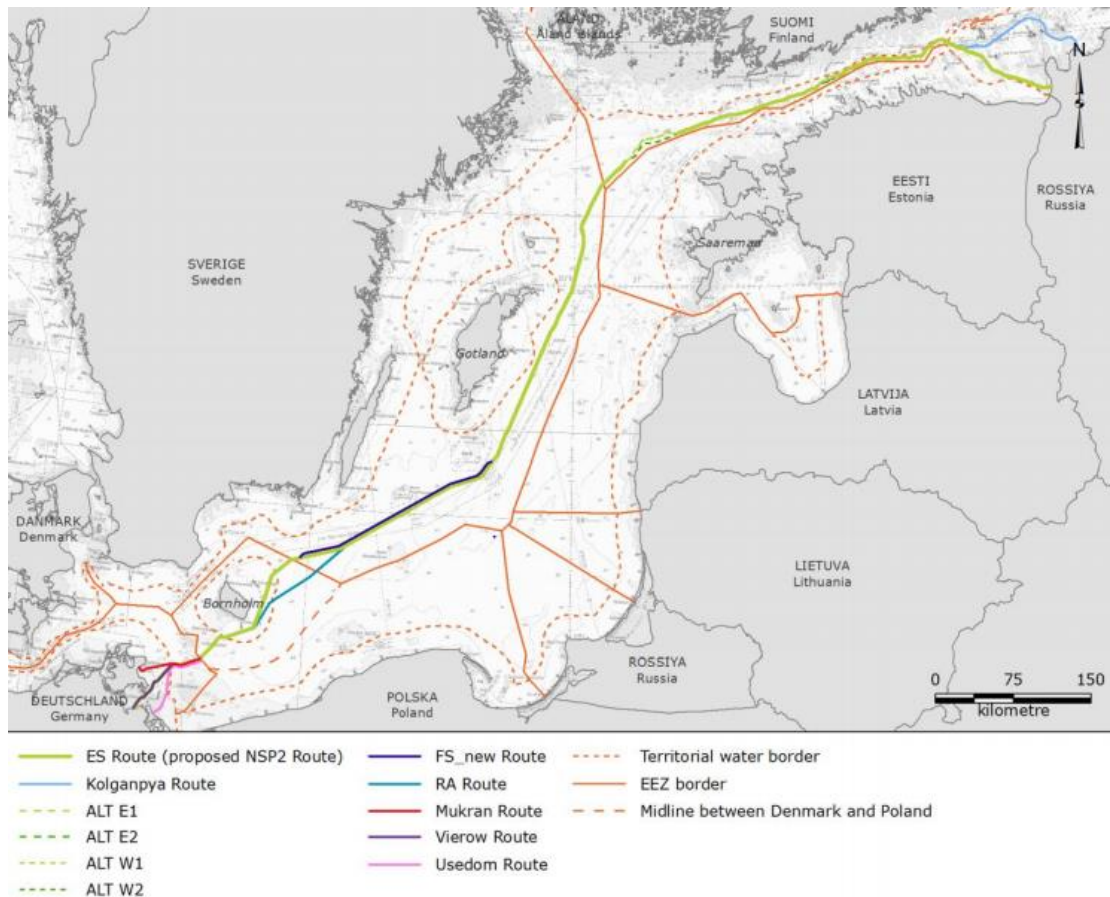 ÅLAND
Åland Islands
SUOMI
Finland
N
EESTI
Estonia
ROSSIYA
Russia
SVERIGE
Sweden
Saaremaa
Gotland
LATVIJA
Latvia
DANMARK
Denmark
LIETUVA
Lithuania
Bornholm
ROSSIYA
Russia
DEUTSCHLAND
Germany
POLSKA
Poland
0 75 150
kilometre
ES Route (proposed NSP2 Route)
Kolganpya Route
ALT E1
ALT E2
ALT W1
ALT W2
FS_new Route
RA Route
Mukran Route
Vierow Route
Usedom Route
Territorial water border
EEZ border
Midline between Denmark and Poland